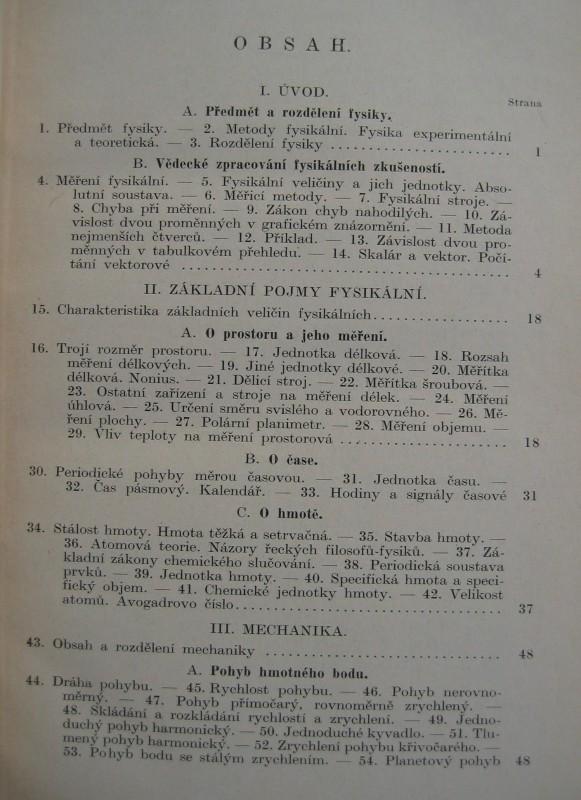 OBSAH.
I. ÚVOD.
Strana
A. Předmět a rozdělení fysiky.
1. Předmět fysiky. — 2. Metody fysikální. Fysika experimentální
a teoretická. — 3. Rozdělení fysiky ........................ 1
B. Vědecké zpracování fysikálních zkušeností.
4. Měření fysikální. — 5. Fysikální veličiny a jich jednotky. Abso-
lutní soustava. — 6. Měřicí metody. — 7. Fysikální stroje. —
8. Chyba při měření. — 9. Zákon chyb nahodilých. — 10. Zá-
vislost dvou proměnných v grafickém znázornění. — 11. Metoda
nejmenších čtverců. — 12. Příklad. — 13. Závislost dvou pro-
měnných v tabulkovém přehledu. — 14. Skalár a vektor. Počí-
tání vektorové ........................ 4
II. ZÁKLADNÍ POJMY FYSIKÁLNÍ.
15. Charakteristika základních veličin fysikálních .................. 18
A. O prostoru a jeho měření.
16. Trojí rozměr prostoru. — 17. Jednotka délková. — 18. Rozsah
měření délkových. — 19. Jiné jednotky délkové. — 20. Měřítka
délková. Nonius. — 21. Dělicí stroj. — 22. Měřítka šroubová. —
23. Ostatní zařízení a stroje na měření délek. — 24. Měření
úhlová. — 25. Určení směru svislého a vodorovného. — 26. Mě-
ření plochy. — 27. Polární planimetr. — 28. Měření objemu. —
29. Vliv teploty na měření prostorová .................. 18
B. O čase.
30. Periodické pohyby měrou časovou. — 31. Jednotka času. —
32. Čas pásmový. Kalendář. — 33. Hodiny a signály časové 31
C. O hmotě.
34. Stálost hmoty. Hmota těžká a setrvačná. — 35. Stavba hmoty. —
36. Atomová teorie. Názory řeckých filosofů-fysiků. — 37. Zá-
kladní zákony chemického slučování. — 38. Periodická soustava
prvků. — 39. Jednotka hmoty. — 40. Specifická hmota a speci-
fický objem. — 41. Chemické jednotky hmoty. — 42. Velikost
atomů. Avogadrovo číslo ........................ 37
III. MECHANIKA.
43. Obsah a rozdělení mechaniky ........................ 48
A. Pohyb hmotného bodu.
44. Dráha pohybu. — 45. Rychlost pohybu. — 46. Pohyb nerovno-
měrný. — 47. Pohyb přímočarý, rovnoměrně zrychlený. —
48. Skládání a rozkládání rychlostí a zrychlení. — 49. Jedno-
duchý pohyb harmonický. — 50. Jednoduché kyvadlo. — 51. Tlu-
mený pohyb harmonický. — 52. Zrychlení pohybu křivočarého. —
53. Pohyb bodu se stálým zrychlením. — 54. Planetový pohyb 48